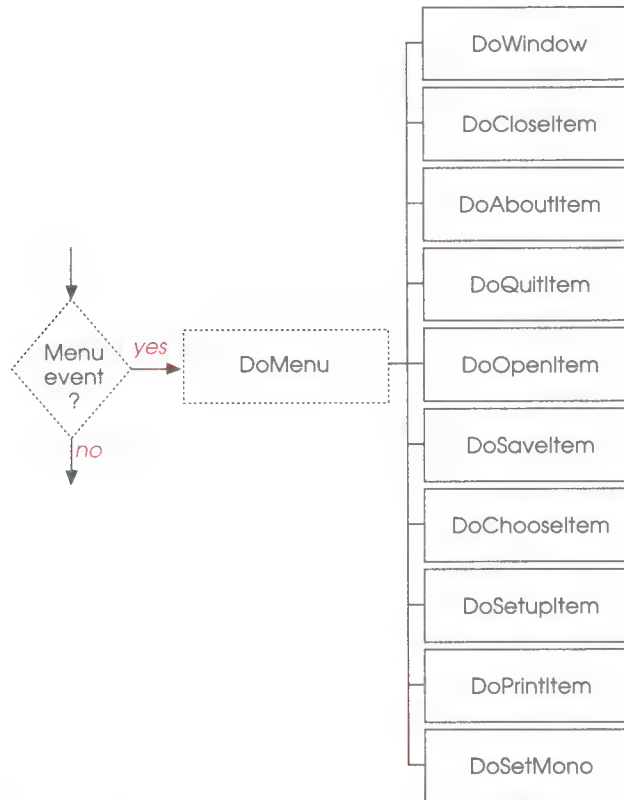 DoWindow
DoCloseItem
DoAboutItem
DoQuitItem
Menu
event
?
yes
no
DoMenu
DoOpenItem
DoSaveItem
DoChooseItem
DoSetupItem
DoPrintItem
DoSetMono